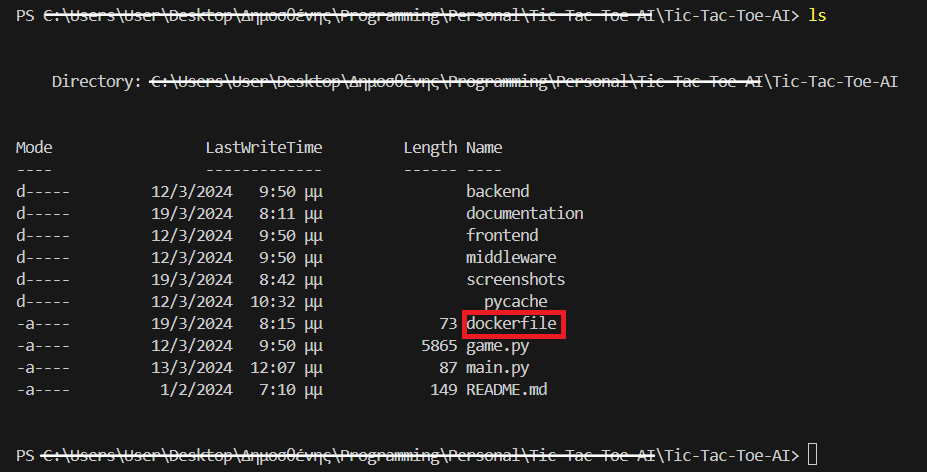 PS C:\Users\User\Desktop\Δημοσθένης\Programming\Personal\Tic-Tac-Toe-AI\Tic-Tac-Toe-AI> ls
Directory: C:\Users\User\Desktop\Δημοσθένης\Programming\Personal\Tic-Tac-Toe-AI\Tic-Tac-Toe-AI
Mode LastWriteTime Length Name
---- ------------- ------ ----
d----- 12/3/2024 9:50 μμ backend
d----- 19/3/2024 8:11 μμ documentation
d----- 12/3/2024 9:50 μμ frontend
d----- 12/3/2024 9:50 μμ middleware
d----- 19/3/2024 8:42 μμ screenshots
d----- 12/3/2024 10:32 μμ pycache
-a---- 19/3/2024 8:15 μμ 73 dockerfile
-a---- 12/3/2024 9:50 μμ 5865 game.py
-a---- 13/3/2024 12:07 μμ 87 main.py
-a---- 1/2/2024 7:10 μμ 149 README.md
PS C:\Users\User\Desktop\Δημοσθένης\Programming\Personal\Tic-Tac-Toe-AI\Tic-Tac-Toe-AI>